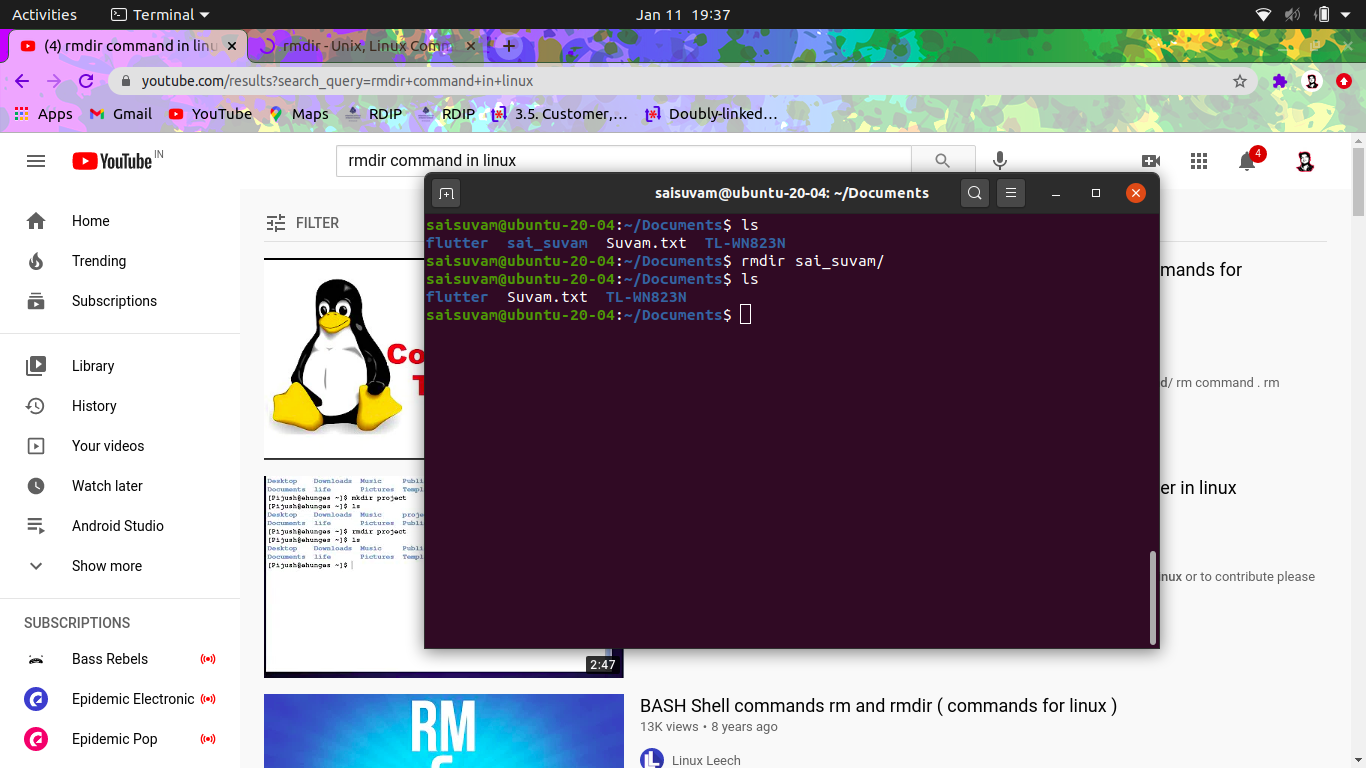 Activities
Terminal
Jan 11 19:37
(4) rmdir command in linu
rmdir - Unix, Linux Comm
youtube.com/results?search_query=rmdir+command+in+linux
Apps
Gmail
YouTube
Maps
RDIP
RDIP
3.5. Customer,...
Doubly-linked...
YouTube IN
rmdir command in linux
4
Home
Trending
Subscriptions
Library
History
Your videos
Watch later
Android Studio
Show more
SUBSCRIPTIONS
Bass Rebels
Epidemic Electronic
Epidemic Pop
FILTER
saisuvam@ubuntu-20-04: ~/Documents
saisuvam@ubuntu-20-04:~/Documents$ ls
flutter sai_suvam Suvam.txt TL-WN823N
saisuvam@ubuntu-20-04:~/Documents$ rmdir sai_suvam/
saisuvam@ubuntu-20-04:~/Documents$ ls
flutter Suvam.txt TL-WN823N
saisuvam@ubuntu-20-04:~/Documents$
Co
T
mands for
d/ rm command . rm
Desktop Downloads Music Publi
Documents life Pictures Templ
[Pijush@ehunges ~]$ mkdir project
[Pijush@ehunges ~]$ ls
Desktop Downloads Music proje
Documents life Pictures Publi
[Pijush@ehunges ~]$ rmdir project
[Pijush@ehunges ~]$ ls
Desktop Downloads Music Publi
Documents life Pictures Templ
[Pijush@ehunges ~]$
2:47
er in linux
nux or to contribute please
RM
BASH Shell commands rm and rmdir ( commands for linux )
13K views • 8 years ago
Linux Leech